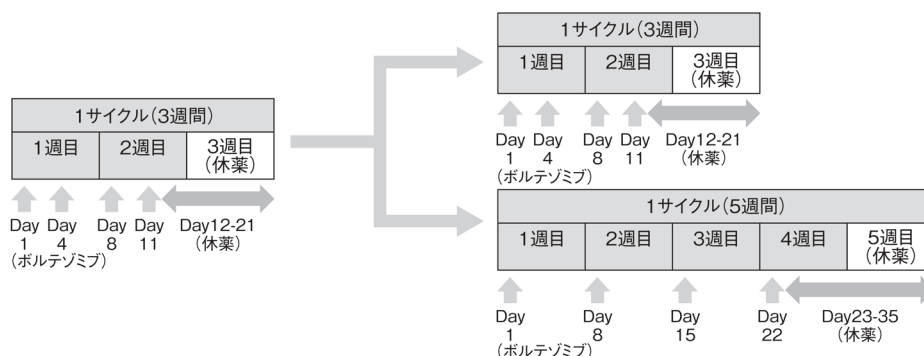 1サイクル(3週間)
1週目 2週目 3週目
(休薬)
Day Day Day Day Day12-21
1 4 8 11 (休薬)
(ボルテゾミブ)
1サイクル(3週間)
1週目 2週目 3週目
(休薬)
Day Day Day Day Day12-21
1 4 8 11 (休薬)
(ボルテゾミブ)
1サイクル(5週間)
1週目 2週目 3週目 4週目 5週目
(休薬)
Day Day Day Day Day23-35
1 8 15 22 (休薬)
(ボルテゾミブ)